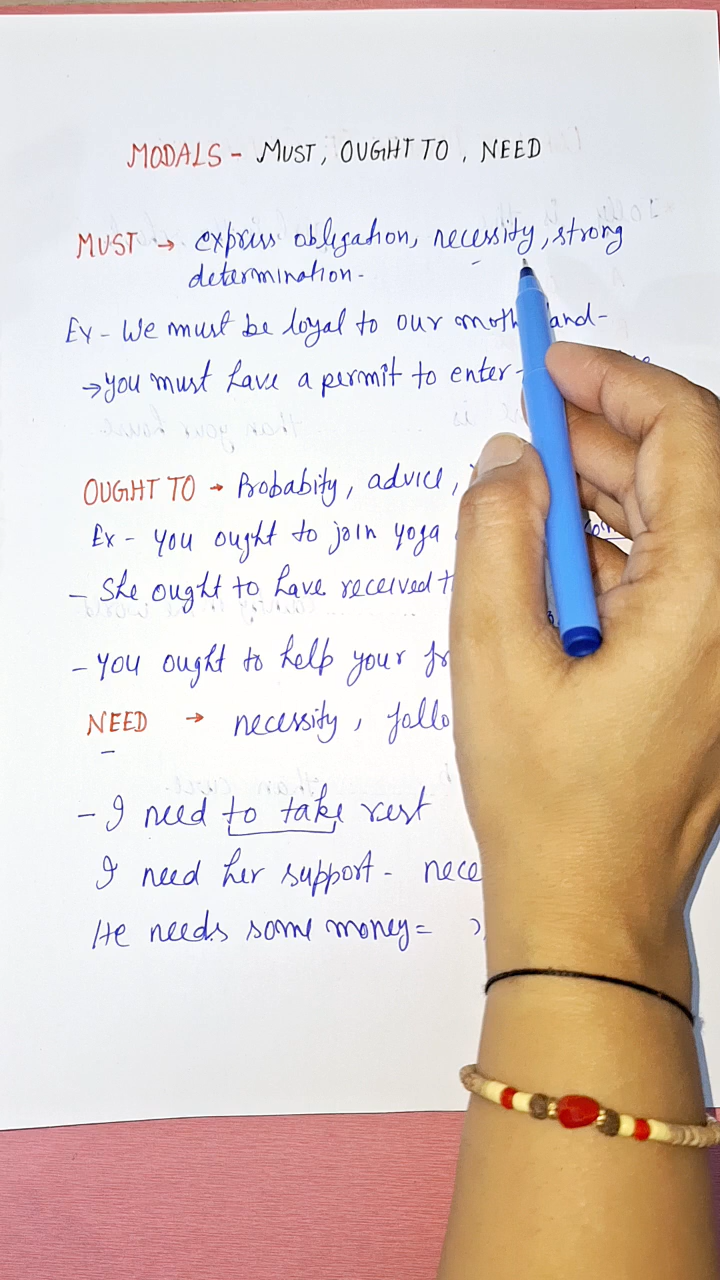 MODALS - MUST, OUGHT TO, NEED
MUST → express obligation, necessity, strong
determination.
Ex - We must be loyal to our moth land-
→ you must have a permit to enter-
OUGHT TO → Probabity, advice,
Ex - you ought to join yoga
- She ought to have received
- you ought to help your
NEED → necessity,
- I need to take rest
I need her support -
He needs some money =